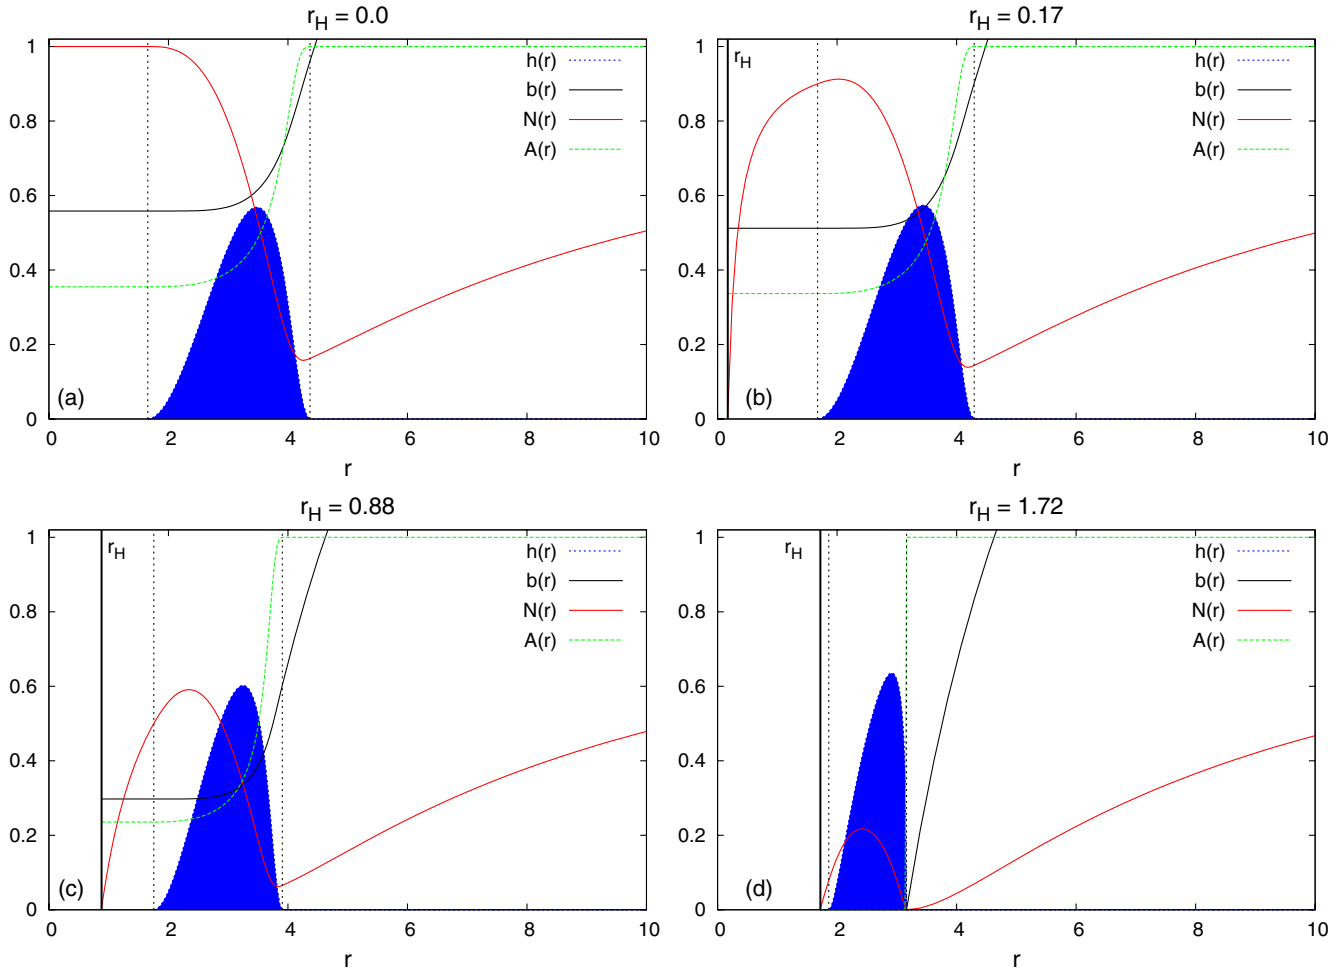 r_H = 0.0
1
0.8
0.6
0.4
0.2
0
h(r)
b(r)
N(r)
A(r)
(a)
0 2 4 6 8 10
r
r_H = 0.17
1
0.8
0.6
0.4
0.2
0
r_H
h(r)
b(r)
N(r)
A(r)
(b)
0 2 4 6 8 10
r
r_H = 0.88
1
0.8
0.6
0.4
0.2
0
r_H
h(r)
b(r)
N(r)
A(r)
(c)
0 2 4 6 8 10
r
r_H = 1.72
1
0.8
0.6
0.4
0.2
0
r_H
h(r)
b(r)
N(r)
A(r)
(d)
0 2 4 6 8 10
r